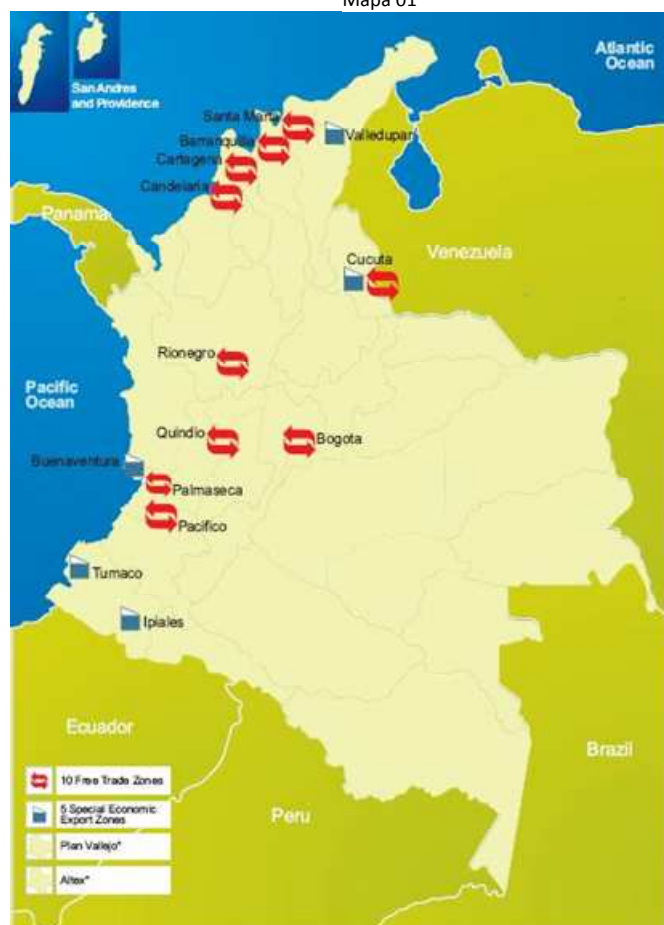 Mapa 01
Atlantic
Ocean
San Andres
and Providence
Santa Marta
Barranquilla
Valledupar
Cartagena
Candelaria
Panama
Venezuela
Cucuta
Rionegro
Pacific
Ocean
Quindio
Bogota
Buenaventura
Palmaseca
Pacifico
Tumaco
Ipiales
Ecuador
Brazil
Peru
10 Free Trade Zones
5 Special Economic
Export Zones
Plan Vallejo*
Altex*